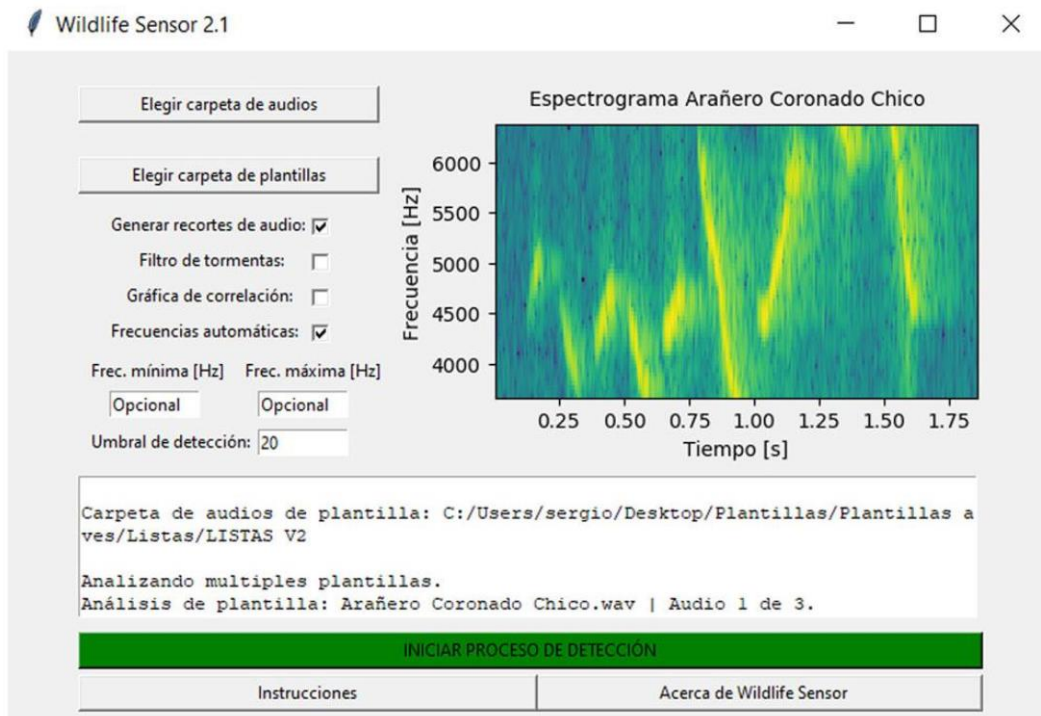 Wildlife Sensor 2.1
Elegir carpeta de audios
Elegir carpeta de plantillas
Generar recortes de audio:
Filtro de tormentas:
Gráfica de correlación:
Frecuencias automáticas:
Frec. mínima [Hz] Frec. máxima [Hz]
Opcional Opcional
Umbral de detección: 20
Espectrograma Arañero Coronado Chico
Frecuencia [Hz]
6000
5500
5000
4500
4000
0.25 0.50 0.75 1.00 1.25 1.50 1.75
Tiempo [s]
Carpeta de audios de plantilla: C:/Users/sergio/Desktop/Plantillas/Plantillas a
ves/Listas/LISTAS V2
Analizando multiples plantillas.
Análisis de plantilla: Arañero Coronado Chico.wav | Audio 1 de 3.
INICIAR PROCESO DE DETECCIÓN
Instrucciones
Acerca de Wildlife Sensor